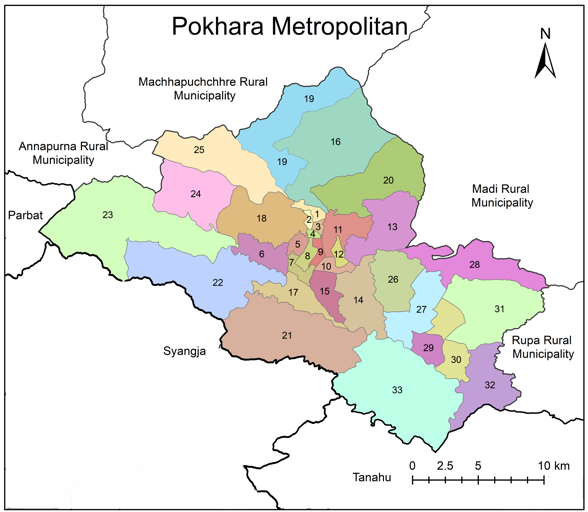 Pokhara Metropolitan
N
Machhapuchchhre Rural
Municipality
19
16
Annapurna Rural
Municipality
25
19
20
24
Madi Rural
Municipality
Parbat
23
18
1
2
3
4
11
13
5
6
9
12
8
7
10
28
22
26
17
15
14
27
31
21
Syangja
29
30
Rupa Rural
Municipality
33
32
Tanahu
0 2.5 5 10 km